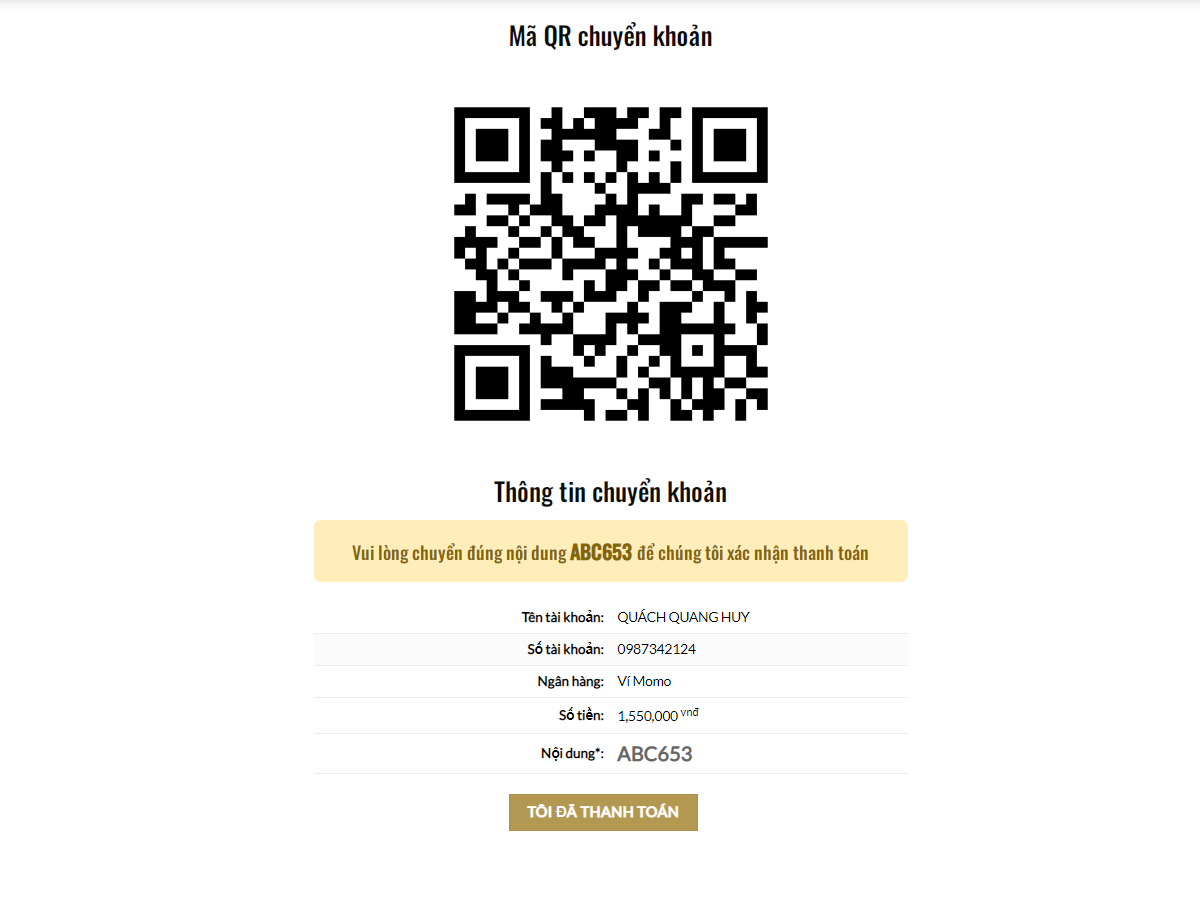 Mã QR chuyển khoản
Thông tin chuyển khoản
Vui lòng chuyển đúng nội dung ABC653 để chúng tôi xác nhận thanh toán
Tên tài khoản: QUÁCH QUANG HUY
Số tài khoản: 0987342124
Ngân hàng: Ví Momo
Số tiền: 1,550,000 vnđ
Nội dung*: ABC653
TÔI ĐÃ THANH TOÁN